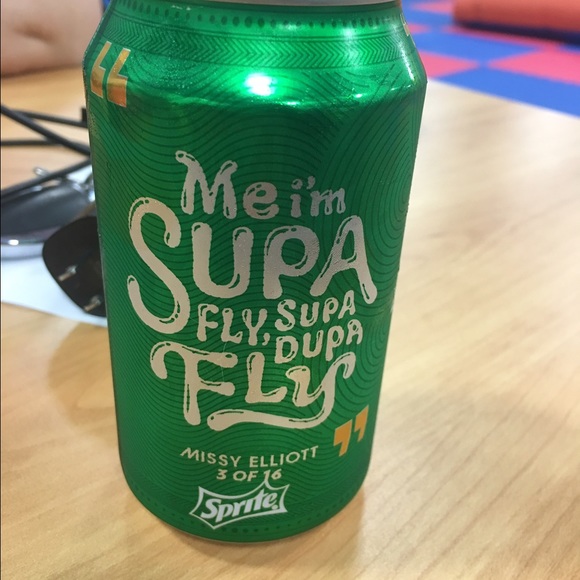 “
Me i'm
SUPA
FLY, SUPA
DUPA
FLY
”
MISSY ELLIOTT
3 OF 16
Sprite